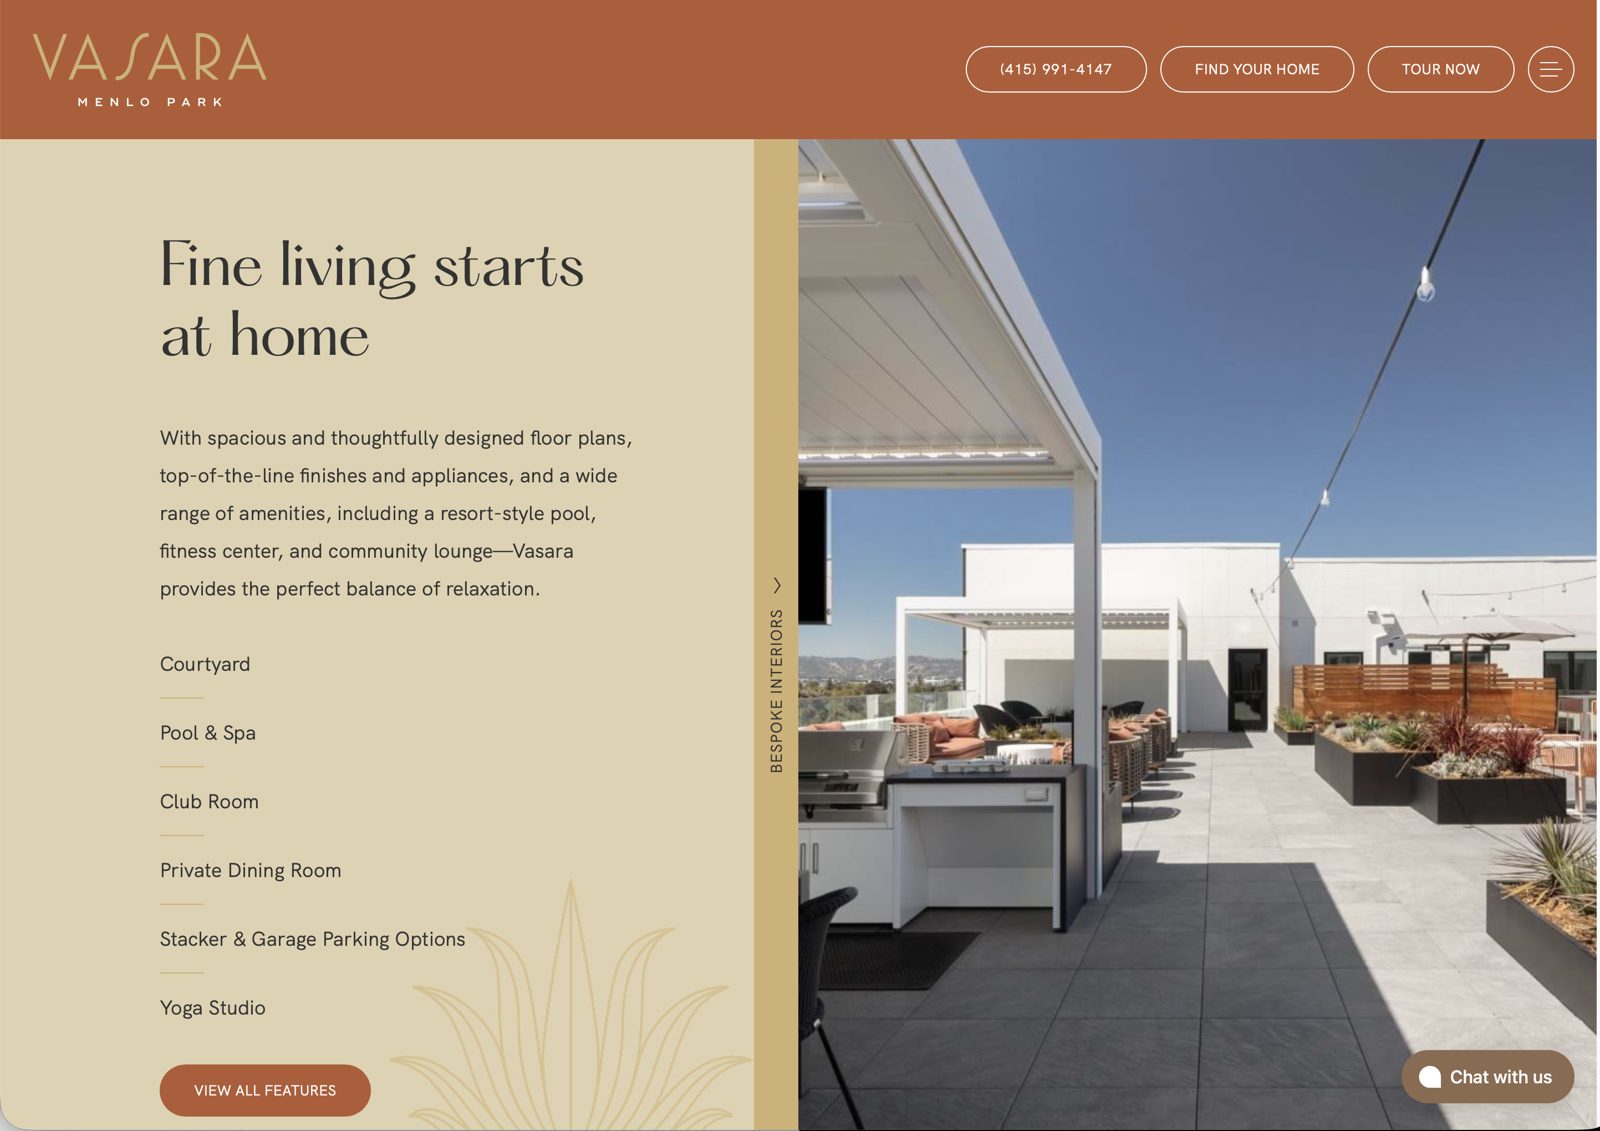 VASARA
MENLO PARK
(415) 991-4147
FIND YOUR HOME
TOUR NOW
Fine living starts
at home
With spacious and thoughtfully designed floor plans,
top-of-the-line finishes and appliances, and a wide
range of amenities, including a resort-style pool,
fitness center, and community lounge—Vasara
provides the perfect balance of relaxation.
Courtyard
Pool & Spa
Club Room
Private Dining Room
Stacker & Garage Parking Options
Yoga Studio
VIEW ALL FEATURES
BESPOKE INTERIORS
Chat with us